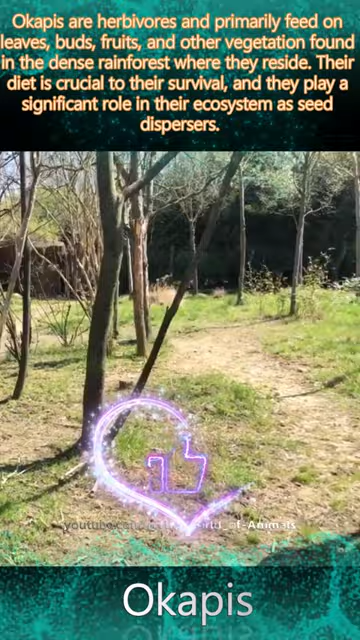 Okapis are herbivores and primarily feed on
leaves, buds, fruits, and other vegetation found
in the dense rainforest where they reside. Their
diet is crucial to their survival, and they play a
significant role in their ecosystem as seed
dispersers.
Okapis